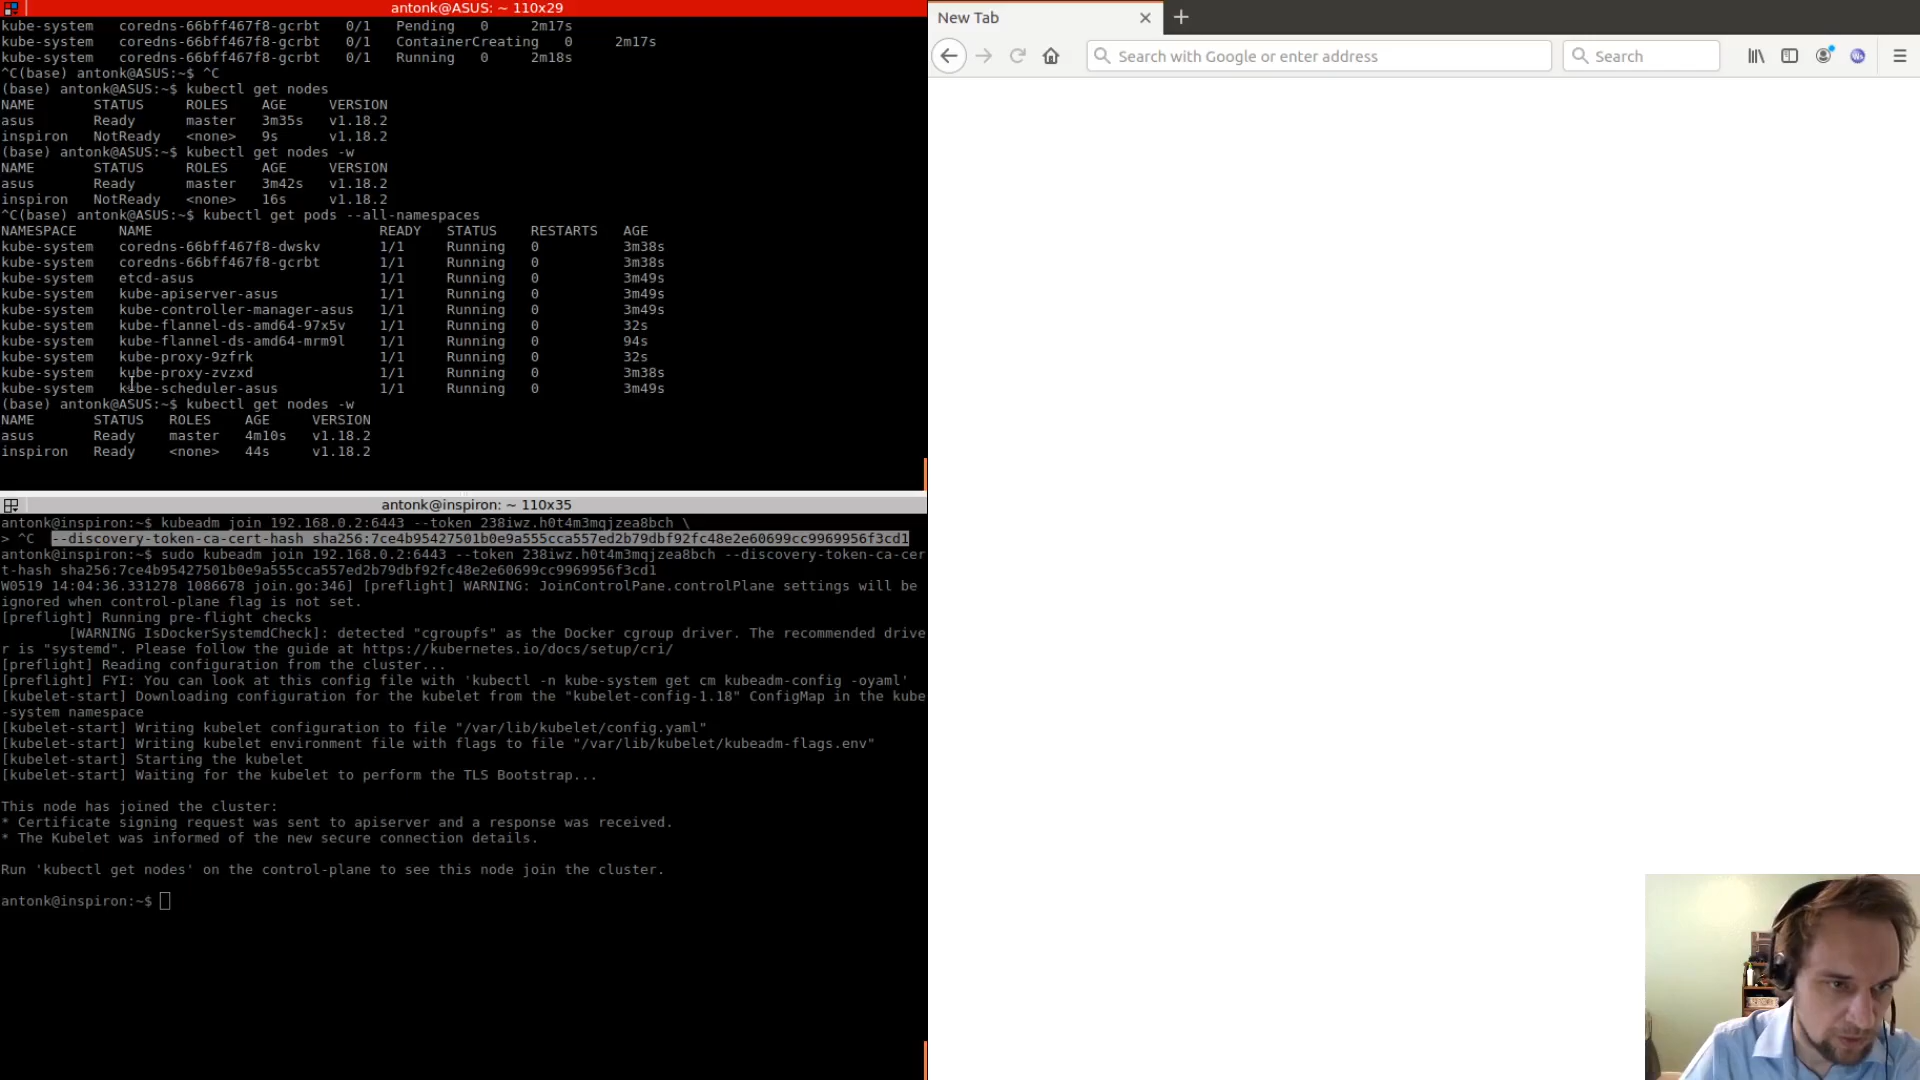 antonk@ASUS: ~ 110x29
kube-system   coredns-66bff467f8-gcrbt   0/1   Pending   0     2m17s
kube-system   coredns-66bff467f8-gcrbt   0/1   ContainerCreating   0     2m17s
kube-system   coredns-66bff467f8-gcrbt   0/1   Running   0     2m18s
^C(base) antonk@ASUS:~$ ^C
(base) antonk@ASUS:~$ kubectl get nodes
NAME       STATUS     ROLES    AGE     VERSION
asus       Ready      master   3m35s   v1.18.2
inspiron   NotReady   <none>   9s      v1.18.2
(base) antonk@ASUS:~$ kubectl get nodes -w
NAME       STATUS     ROLES    AGE     VERSION
asus       Ready      master   3m42s   v1.18.2
inspiron   NotReady   <none>   16s     v1.18.2
^C(base) antonk@ASUS:~$ kubectl get pods --all-namespaces
NAMESPACE     NAME                           READY   STATUS    RESTARTS   AGE
kube-system   coredns-66bff467f8-dwskv       1/1     Running   0          3m38s
kube-system   coredns-66bff467f8-gcrbt       1/1     Running   0          3m38s
kube-system   etcd-asus                      1/1     Running   0          3m49s
kube-system   kube-apiserver-asus            1/1     Running   0          3m49s
kube-system   kube-controller-manager-asus   1/1     Running   0          3m49s
kube-system   kube-flannel-ds-amd64-97x5v    1/1     Running   0          32s
kube-system   kube-flannel-ds-amd64-mrm9l    1/1     Running   0          94s
kube-system   kube-proxy-9zfrk               1/1     Running   0          32s
kube-system   kube-proxy-zvzxd               1/1     Running   0          3m38s
kube-system   kube-scheduler-asus            1/1     Running   0          3m49s
(base) antonk@ASUS:~$ kubectl get nodes -w
NAME       STATUS   ROLES    AGE     VERSION
asus       Ready    master   4m10s   v1.18.2
inspiron   Ready    <none>   44s     v1.18.2
antonk@inspiron: ~ 110x35
antonk@inspiron:~$ kubeadm join 192.168.0.2:6443 --token 238iwz.h0t4m3mqjzea8bch \
> ^C  --discovery-token-ca-cert-hash sha256:7ce4b95427501b0e9a555cca557ed2b79dbf92fc48e2e60699cc9969956f3cd1
antonk@inspiron:~$ sudo kubeadm join 192.168.0.2:6443 --token 238iwz.h0t4m3mqjzea8bch --discovery-token-ca-cer
t-hash sha256:7ce4b95427501b0e9a555cca557ed2b79dbf92fc48e2e60699cc9969956f3cd1
W0519 14:04:36.331278 1086678 join.go:346] [preflight] WARNING: JoinControlPane.controlPlane settings will be
ignored when control-plane flag is not set.
[preflight] Running pre-flight checks
[WARNING IsDockerSystemdCheck]: detected "cgroupfs" as the Docker cgroup driver. The recommended drive
r is "systemd". Please follow the guide at https://kubernetes.io/docs/setup/cri/
[preflight] Reading configuration from the cluster...
[preflight] FYI: You can look at this config file with 'kubectl -n kube-system get cm kubeadm-config -oyaml'
[kubelet-start] Downloading configuration for the kubelet from the "kubelet-config-1.18" ConfigMap in the kube
-system namespace
[kubelet-start] Writing kubelet configuration to file "/var/lib/kubelet/config.yaml"
[kubelet-start] Writing kubelet environment file with flags to file "/var/lib/kubelet/kubeadm-flags.env"
[kubelet-start] Starting the kubelet
[kubelet-start] Waiting for the kubelet to perform the TLS Bootstrap...
This node has joined the cluster:
* Certificate signing request was sent to apiserver and a response was received.
* The Kubelet was informed of the new secure connection details.
Run 'kubectl get nodes' on the control-plane to see this node join the cluster.
antonk@inspiron:~$
New Tab
Search with Google or enter address
Search